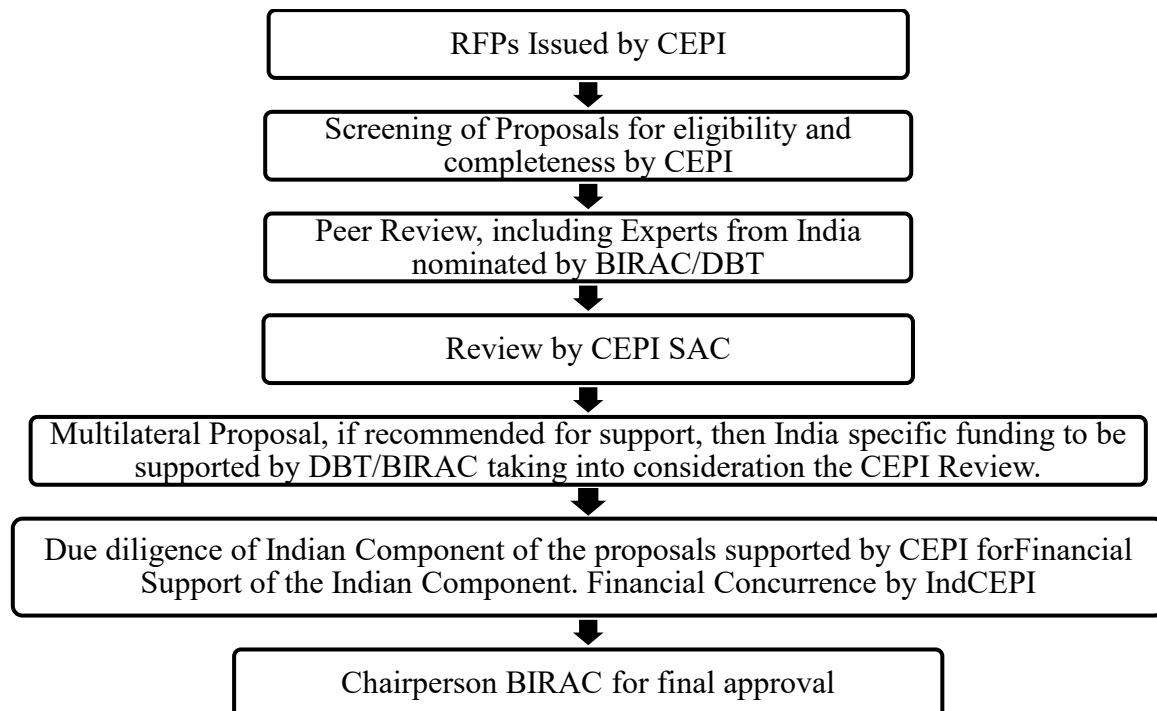 RFPs Issued by CEPI
Screening of Proposals for eligibility and
completeness by CEPI
Peer Review, including Experts from India
nominated by BIRAC/DBT
Review by CEPI SAC
Multilateral Proposal, if recommended for support, then India specific funding to be
supported by DBT/BIRAC taking into consideration the CEPI Review.
Due diligence of Indian Component of the proposals supported by CEPI forFinancial
Support of the Indian Component. Financial Concurrence by IndCEPI
Chairperson BIRAC for final approval